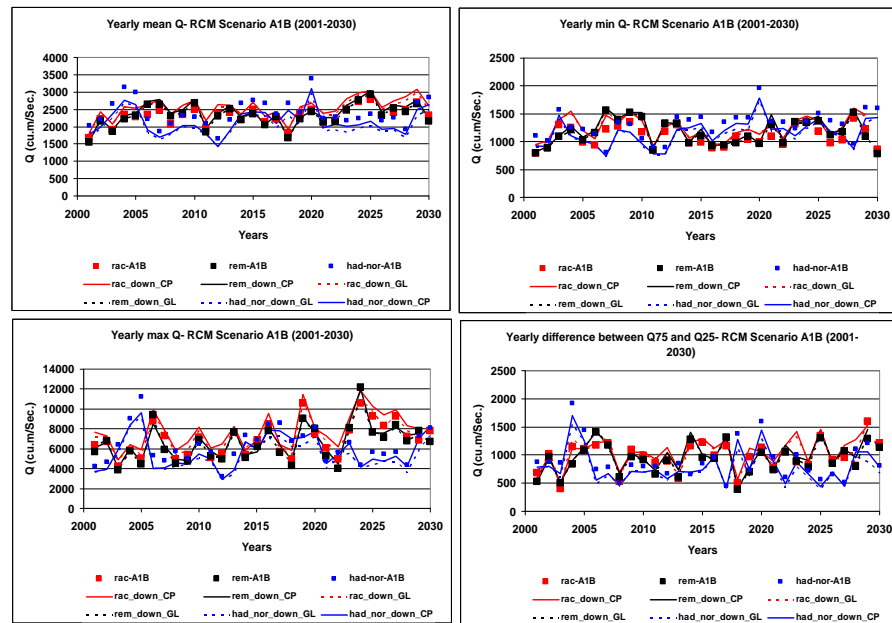 Yearly mean Q- RCM Scenario A1B (2001-2030)
Q (cu.m/Sec.)
4000
3500
3000
2500
2000
1500
1000
500
0
2000 2005 2010 2015 2020 2025 2030
Years
rac-A1B rem-A1B had-nor-A1B
rac_down_CP rem_down_CP rac_down_GL
rem_down_GL had_nor_down_GL had_nor_down_CP
Yearly min Q- RCM Scenario A1B (2001-2030)
Q (cu.m/Sec.)
2500
2000
1500
1000
500
0
2000 2005 2010 2015 2020 2025 2030
Years
rac-A1B rem-A1B had-nor-A1B
rac_down_CP rem_down_CP rac_down_GL
rem_down_GL had_nor_down_GL had_nor_down_CP
Yearly max Q- RCM Scenario A1B (2001-2030)
Q (cu.m/Sec.)
14000
12000
10000
8000
6000
4000
2000
0
2000 2005 2010 2015 2020 2025 2030
Years
rac-A1B rem-A1B had-nor-A1B
rac_down_CP rem_down_CP rac_down_GL
rem_down_GL had_nor_down_GL had_nor_down_CP
Yearly difference between Q75 and Q25- RCM Scenario A1B (2001-
2030)
Q (cu.m/Sec.)
2500
2000
1500
1000
500
0
2000 2005 2010 2015 2020 2025 2030
Years
rac-A1B rem-A1B had-nor-A1B
rac_down_CP rem_down_CP rac_down_GL
rem_down_GL had_nor_down_GL had_nor_down_CP